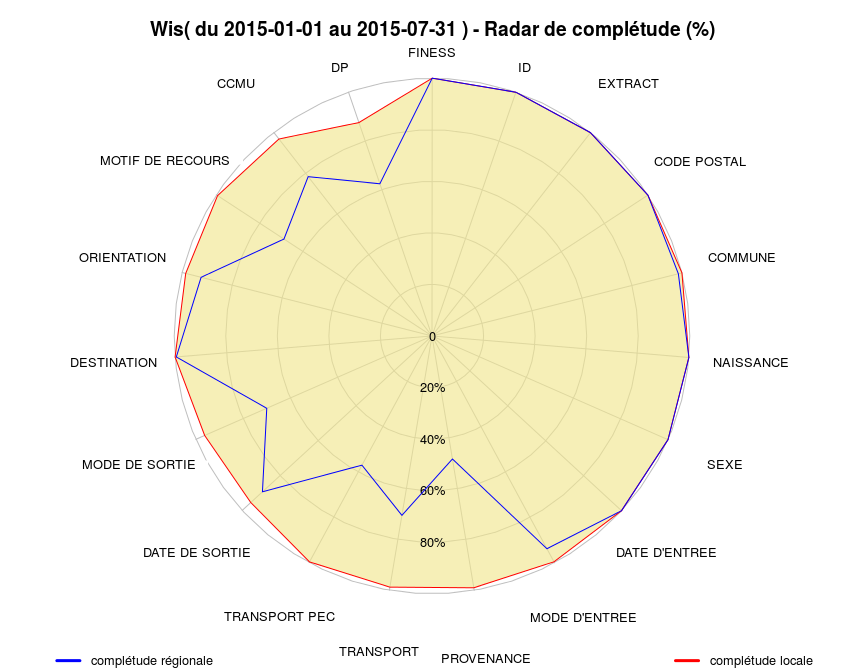 Wis( du 2015-01-01 au 2015-07-31 ) - Radar de complétude (%)
FINESS
DP
ID
CCMU
EXTRACT
MOTIF DE RECOURS
CODE POSTAL
ORIENTATION
COMMUNE
0
DESTINATION
NAISSANCE
20%
40%
MODE DE SORTIE
SEXE
60%
80%
DATE DE SORTIE
DATE D'ENTREE
TRANSPORT PEC
MODE D'ENTREE
TRANSPORT
PROVENANCE
complétude régionale
complétude locale